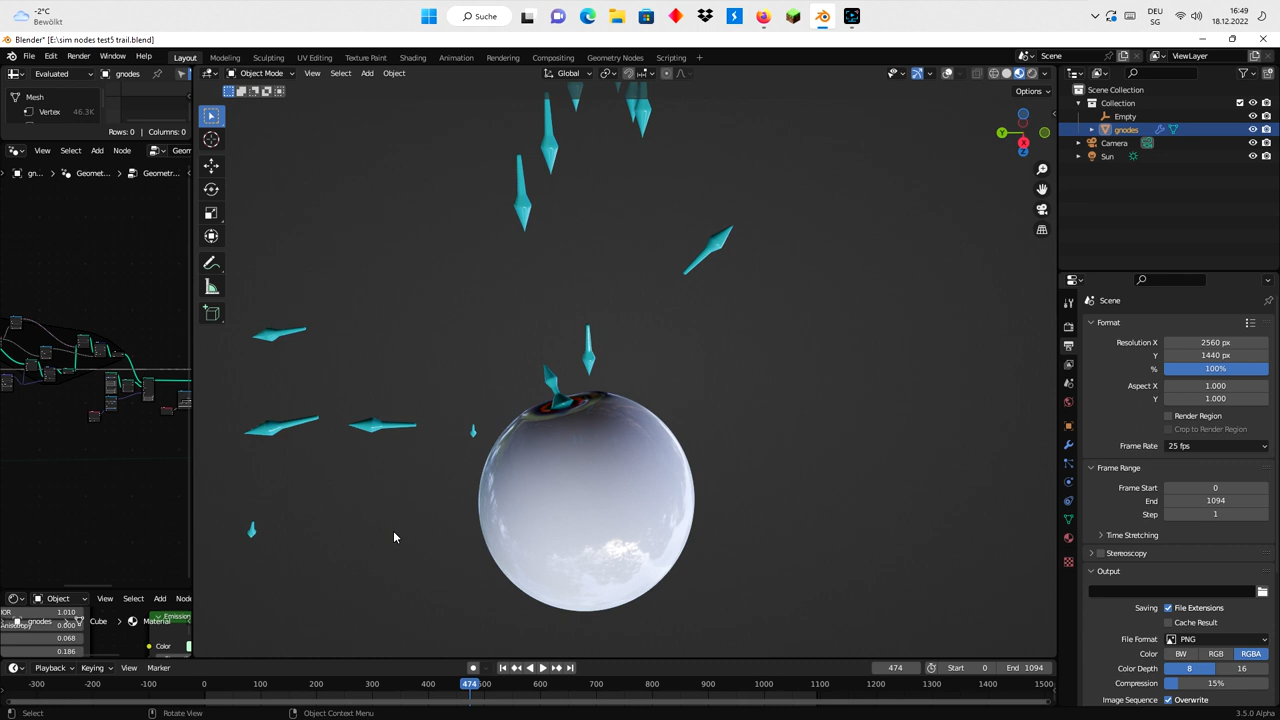 -2°C
Bewölkt
Suche
DE
SG
16:49
18.12.2022
Blender* [E:\sim nodes test5 trail.blend]
File Edit Render Window Help
Layout Modeling Sculpting UV Editing Texture Paint Shading Animation Rendering Compositing Geometry Nodes Scripting +
Scene
ViewLayer
Evaluated
gnodes
Object Mode
View Select Add Object
Global
Options
Mesh
Vertex 46.3K
Rows: 0 | Columns: 0
View Select Add Node
Geon
gn...
Geomet...
Geometr...
Scene Collection
Collection
Empty
gnodes
Camera
Sun
Y
X
Z
Scene
Format
Resolution X 2560 px
Y 1440 px
% 100%
Aspect X 1.000
Y 1.000
Render Region
Crop to Render Region
Frame Rate 25 fps
Frame Range
Frame Start 0
End 1094
Step 1
Time Stretching
Stereoscopy
Output
Saving File Extensions
Cache Result
File Format PNG
Color BW RGB RGBA
Color Depth 8 16
Compression 15%
Image Sequence Overwrite
Object
View Select Add Node
IOR 1.010
Anisotropic 0.000
0.068
0.186
gnodes
Cube
Material
Emission
Color
Playback Keying View Marker
474
Start 0
End 1094
-300 -200 -100 0 100 200 300 400 474 500 600 700 800 900 1000 1100 1200 1300 1400 1500
Select
Rotate View
Object Context Menu
3.5.0 Alpha